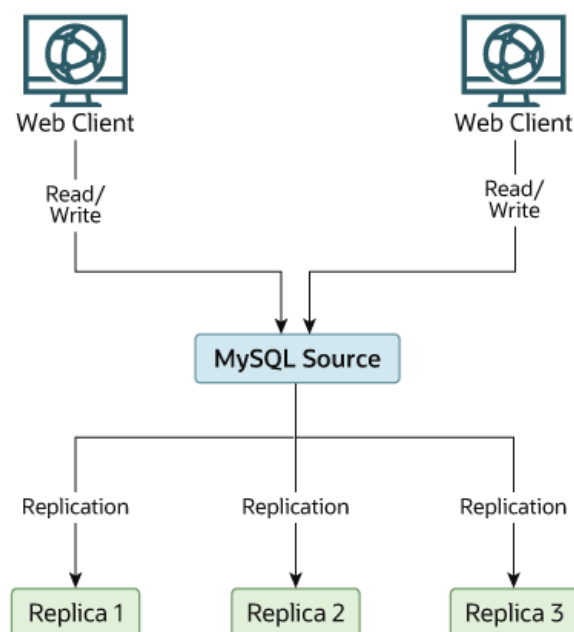 Web Client
Web Client
Read/
Write
Read/
Write
MySQL Source
Replication
Replication
Replication
Replica 1
Replica 2
Replica 3